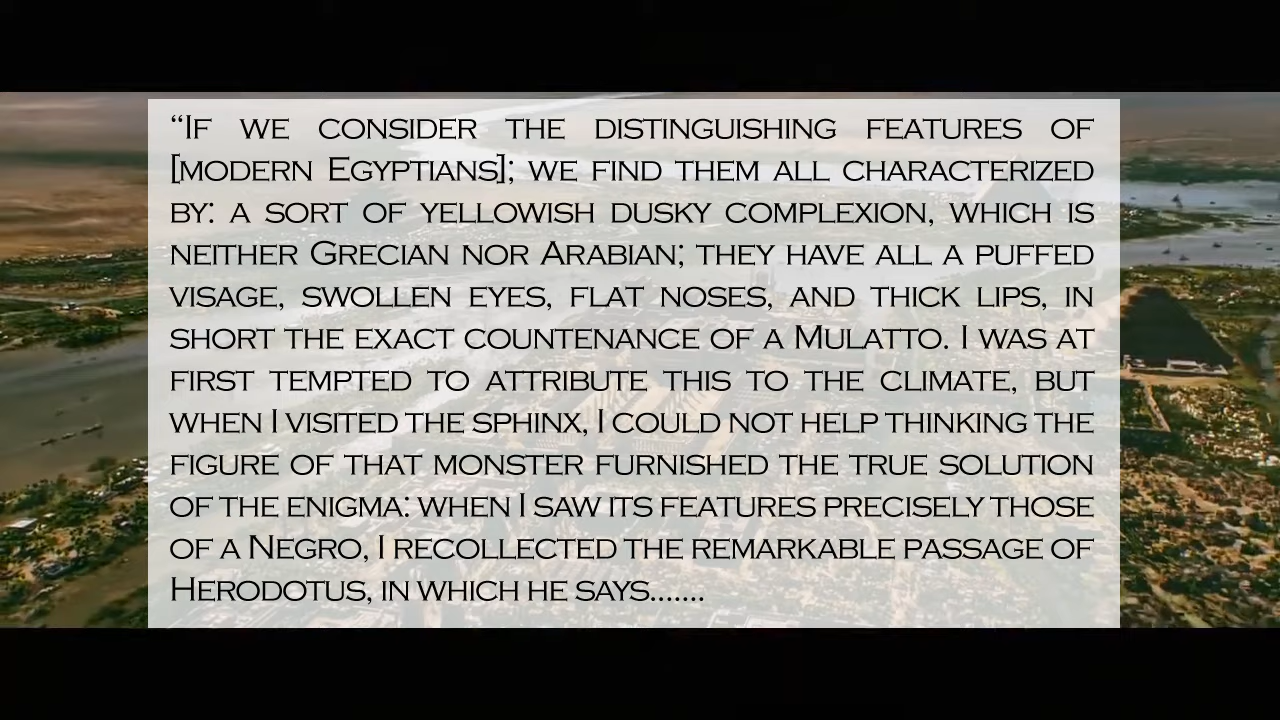 “If we consider the distinguishing features of
[modern Egyptians]; we find them all characterized
by: a sort of yellowish dusky complexion, which is
neither Grecian nor Arabian; they have all a puffed
visage, swollen eyes, flat noses, and thick lips, in
short the exact countenance of a Mulatto. I was at
first tempted to attribute this to the climate, but
when I visited the sphinx, I could not help thinking the
figure of that monster furnished the true solution
of the enigma: when I saw its features precisely those
of a Negro, I recollected the remarkable passage of
Herodotus, in which he says.......